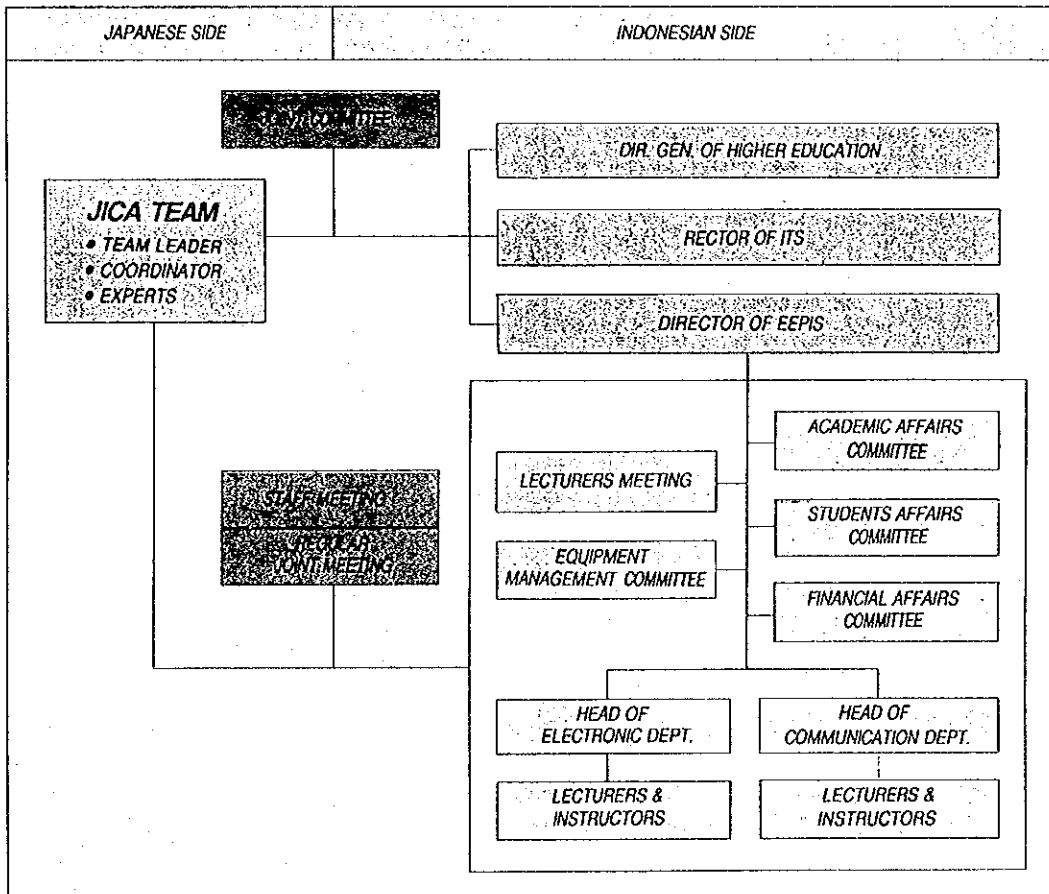 JAPANESE SIDE
INDONESIAN SIDE
JOINT COMMITTEE
DIR. GEN. OF HIGHER EDUCATION
JICA TEAM
• TEAM LEADER
• COORDINATOR
• EXPERTS
RECTOR OF ITS
DIRECTOR OF EEPIS
ACADEMIC AFFAIRS
COMMITTEE
LECTURERS MEETING
STAFF MEETING
REGULAR
JOINT MEETING
STUDENTS AFFAIRS
COMMITTEE
EQUIPMENT
MANAGEMENT COMMITTEE
FINANCIAL AFFAIRS
COMMITTEE
HEAD OF
ELECTRONIC DEPT.
HEAD OF
COMMUNICATION DEPT.
LECTURERS &
INSTRUCTORS
LECTURERS &
INSTRUCTORS